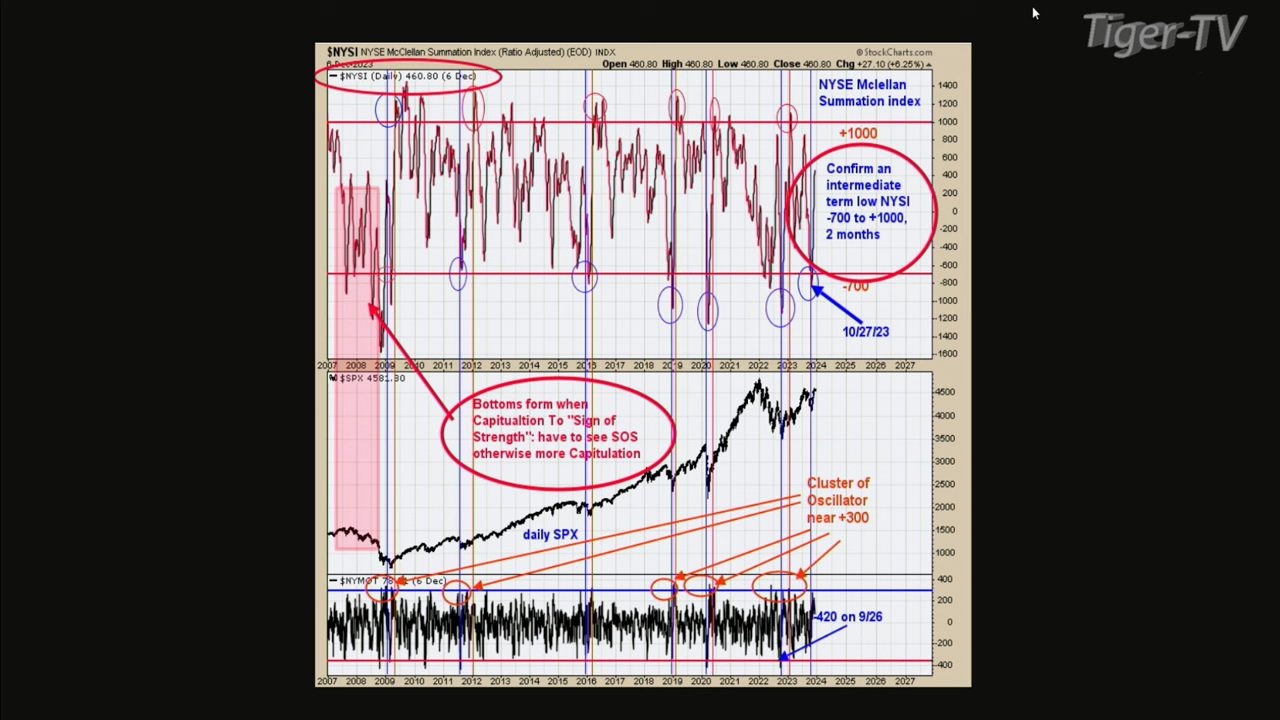 Tiger-TV
$NYSI NYSE McClellan Summation Index (Ratio Adjusted) (EOD) INDX
© StockCharts.com
6-Dec-2023
Open 460.80 High 460.80 Low 460.80 Close 460.80 Chg +27.10 (+6.25%)
$NYSI (Daily) 460.80 (6 Dec)
NYSE Mclellan
Summation index
+1000
Confirm an
intermediate
term low NYSI
-700 to +1000,
2 months
-700
10/27/23
1400
1200
1000
800
600
400
200
0
-200
-400
-600
-800
-1000
-1200
-1400
-1600
2007 2008 2009 2010 2011 2012 2013 2014 2015 2016 2017 2018 2019 2020 2021 2022 2023 2024 2025 2026 2027
$SPX 4581.80
Bottoms form when
Capitualtion To "Sign of
Strength": have to see SOS
otherwise more Capitulation
4500
4000
3500
3000
2500
2000
1500
1000
Cluster of
Oscillator
near +300
daily SPX
(6 Dec)
400
200
0
-200
-400
-420 on 9/26
2007 2008 2009 2010 2011 2012 2013 2014 2015 2016 2017 2018 2019 2020 2021 2022 2023 2024 2025 2026 2027